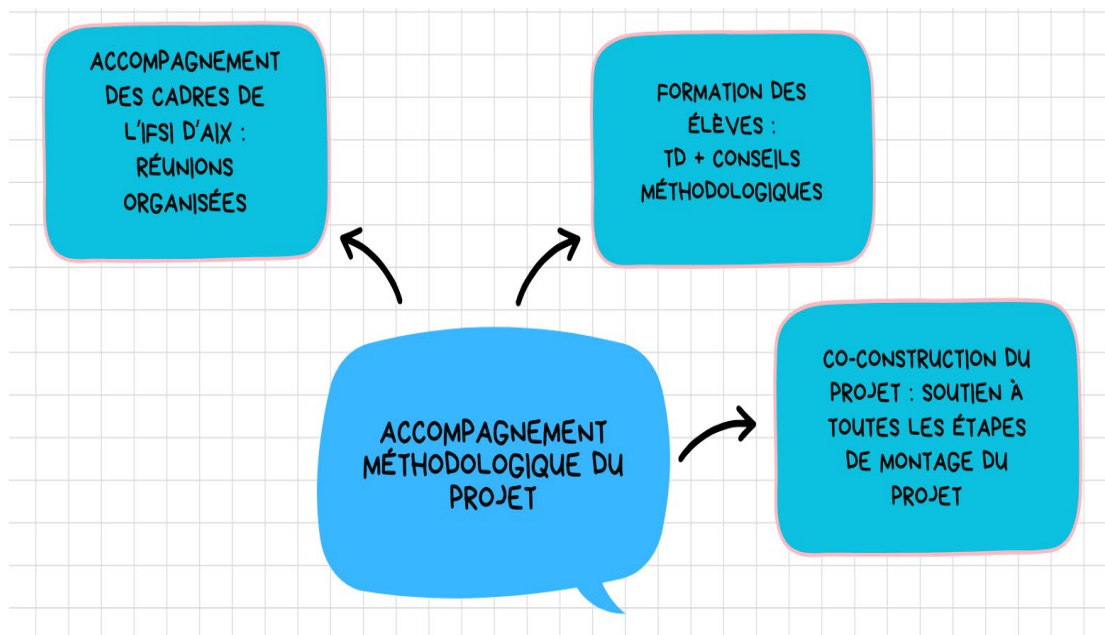 ACCOMPAGNEMENT
DES CADRES DE
L'IFSI D'AIX :
RÉUNIONS
ORGANISÉES
FORMATION DES
ÉLÈVES :
TD + CONSEILS
MÉTHODOLOGIQUES
CO-CONSTRUCTION DU
PROJET : SOUTIEN À
TOUTES LES ÉTAPES
DE MONTAGE DU
PROJET
ACCOMPAGNEMENT
MÉTHODOLOGIQUE DU
PROJET